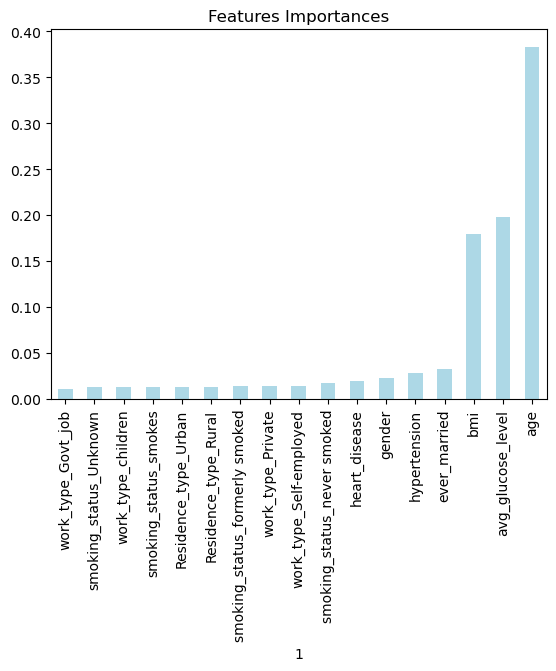 Features Importances
0.40
0.35
0.30
0.25
0.20
0.15
0.10
0.05
0.00
work_type_Govt_job
smoking_status_Unknown
work_type_children
smoking_status_smokes
Residence_type_Urban
Residence_type_Rural
smoking_status_formerly smoked
work_type_Private
work_type_Self-employed
smoking_status_never smoked
heart_disease
gender
hypertension
ever_married
bmi
avg_glucose_level
age
1